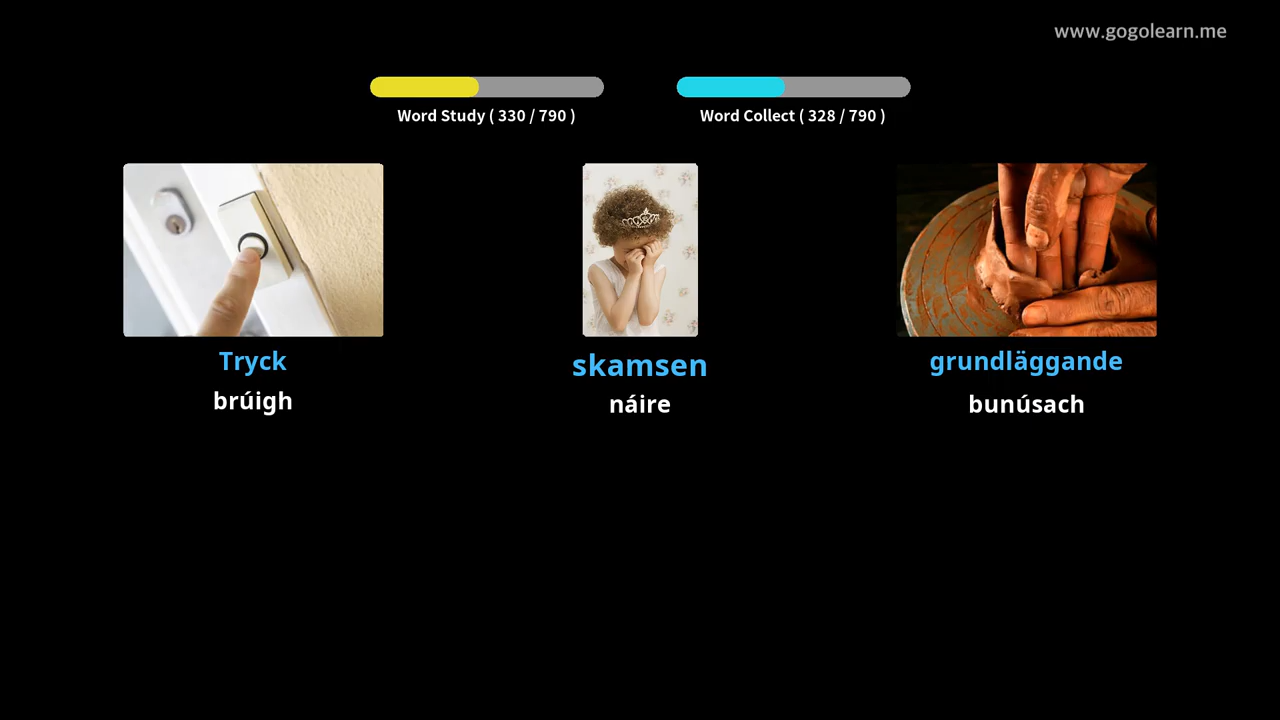 www.gogolearn.me
Word Study ( 330 / 790 )
Word Collect ( 328 / 790 )
Tryck
skamsen
grundläggande
brúigh
náire
bunúsach